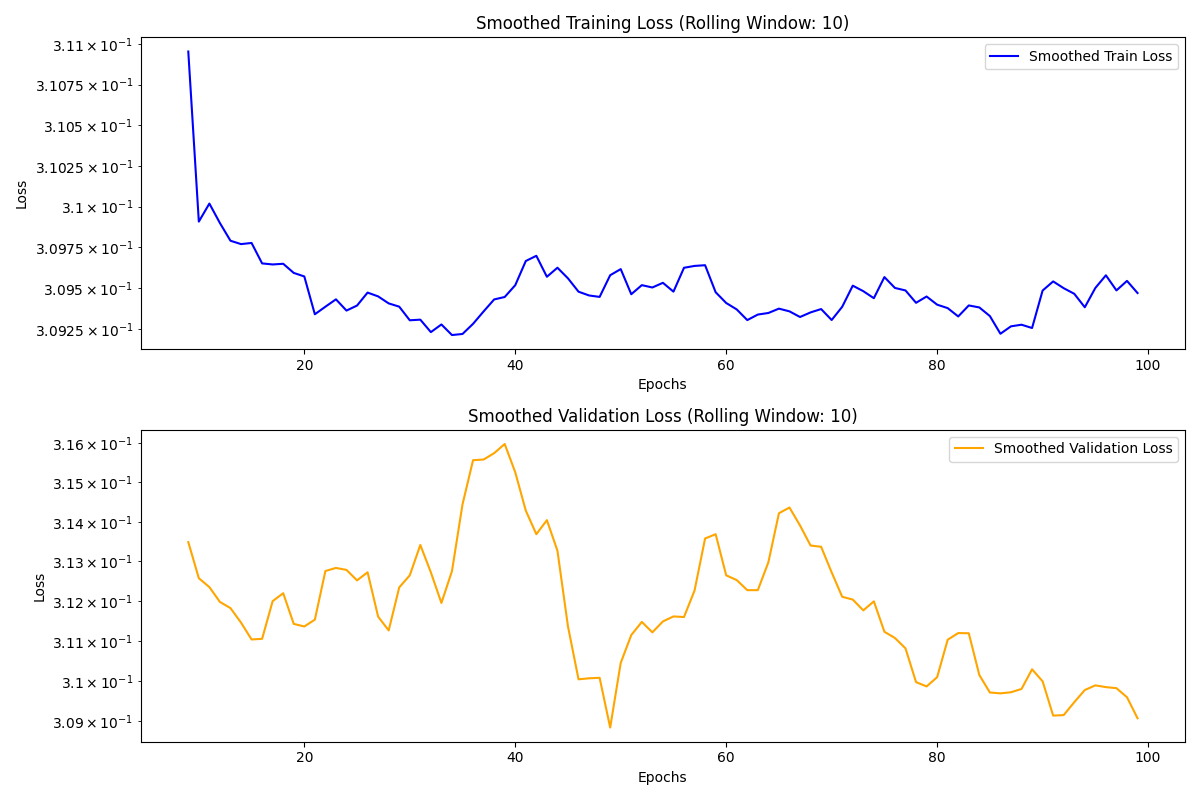 Smoothed Training Loss (Rolling Window: 10)
3.11 × 10⁻¹
3.1075 × 10⁻¹
3.105 × 10⁻¹
3.1025 × 10⁻¹
3.1 × 10⁻¹
3.0975 × 10⁻¹
3.095 × 10⁻¹
3.0925 × 10⁻¹
Loss
Smoothed Train Loss
20 40 60 80 100
Epochs
Smoothed Validation Loss (Rolling Window: 10)
3.16 × 10⁻¹
3.15 × 10⁻¹
3.14 × 10⁻¹
3.13 × 10⁻¹
3.12 × 10⁻¹
3.11 × 10⁻¹
3.1 × 10⁻¹
3.09 × 10⁻¹
Loss
Smoothed Validation Loss
20 40 60 80 100
Epochs